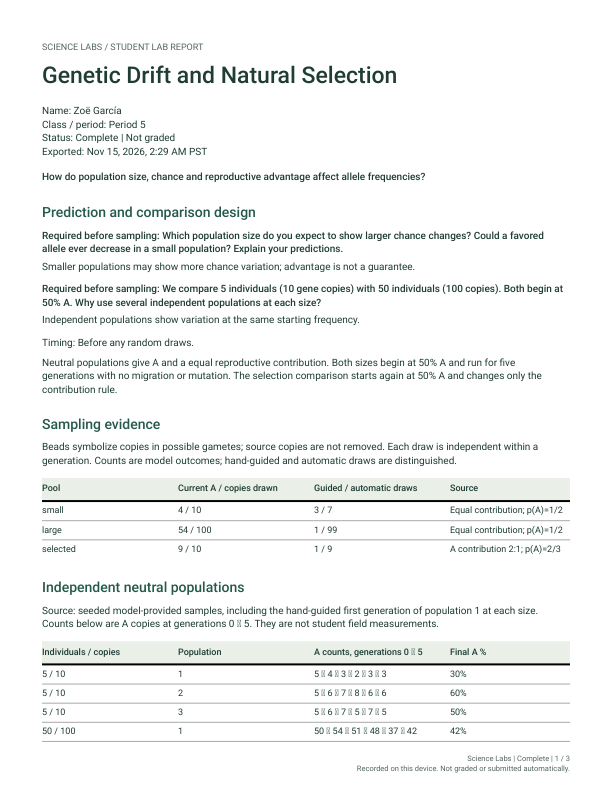 SCIENCE LABS / STUDENT LAB REPORT
Genetic Drift and Natural Selection
Name: Zoë García
Class / period: Period 5
Status: Complete | Not graded
Exported: Nov 15, 2026, 2:29 AM PST
How do population size, chance and reproductive advantage affect allele frequencies?
Prediction and comparison design
Required before sampling: Which population size do you expect to show larger chance changes? Could a favored
allele ever decrease in a small population? Explain your predictions.
Smaller populations may show more chance variation; advantage is not a guarantee.
Required before sampling: We compare 5 individuals (10 gene copies) with 50 individuals (100 copies). Both begin at
50% A. Why use several independent populations at each size?
Independent populations show variation at the same starting frequency.
Timing: Before any random draws.
Neutral populations give A and a equal reproductive contribution. Both sizes begin at 50% A and run for five
generations with no migration or mutation. The selection comparison starts again at 50% A and changes only the
contribution rule.
Sampling evidence
Beads symbolize copies in possible gametes; source copies are not removed. Each draw is independent within a
generation. Counts are model outcomes; hand-guided and automatic draws are distinguished.
Pool Current A / copies drawn Guided / automatic draws Source
small 4 / 10 3 / 7 Equal contribution; p(A)=1/2
large 54 / 100 1 / 99 Equal contribution; p(A)=1/2
selected 9 / 10 1 / 9 A contribution 2:1; p(A)=2/3
Independent neutral populations
Source: seeded model-provided samples, including the hand-guided first generation of population 1 at each size.
Counts below are A copies at generations 0 ▯ 5. They are not student field measurements.
Individuals / copies Population A counts, generations 0 ▯ 5 Final A %
5 / 10 1 5 ▯ 4 ▯ 3 ▯ 2 ▯ 3 ▯ 3 30%
5 / 10 2 5 ▯ 6 ▯ 7 ▯ 8 ▯ 6 ▯ 6 60%
5 / 10 3 5 ▯ 6 ▯ 7 ▯ 5 ▯ 7 ▯ 5 50%
50 / 100 1 50 ▯ 54 ▯ 51 ▯ 48 ▯ 37 ▯ 42 42%
Science Labs | Complete | 1 / 3
Recorded on this device. Not graded or submitted automatically.